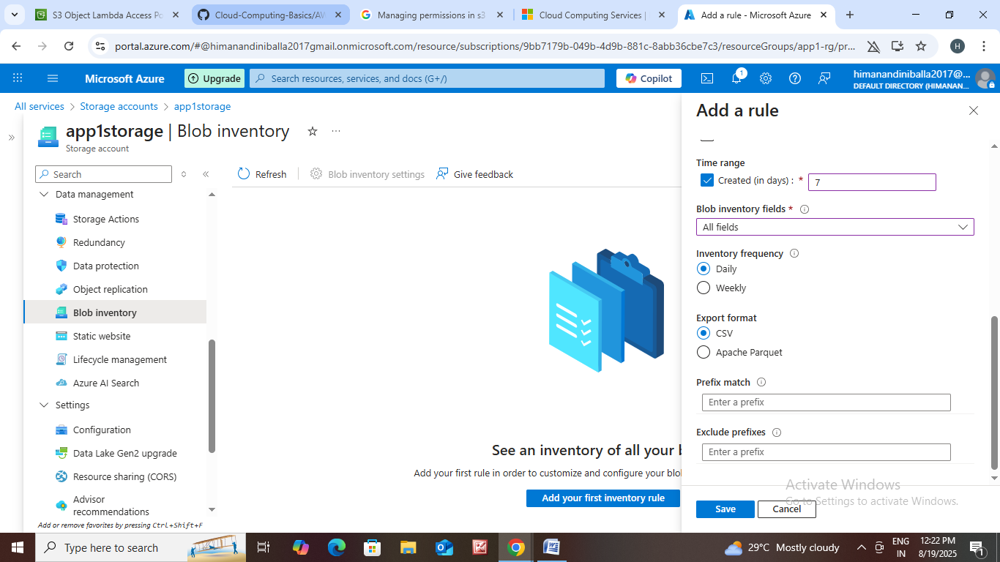 S3 Object Lambda Access Po
Cloud-Computing-Basics/AW
Managing permissions in s3
Cloud Computing Services |
Add a rule - Microsoft Azure
portal.azure.com/#@himanandiniballa2017gmail.onmicrosoft.com/resource/subscriptions/9bb7179b-049b-4d9b-881c-8abb36cbe7c3/resourceGroups/app1-rg/pr...
H
Microsoft Azure
Upgrade
Search resources, services, and docs (G+/)
Copilot
1
himanandiniballa2017@...
DEFAULT DIRECTORY (HIMANAN...
All services > Storage accounts > app1storage
app1storage | Blob inventory
Storage account
Search
Refresh
Blob inventory settings
Give feedback
Data management
Storage Actions
Redundancy
Data protection
Object replication
Blob inventory
Static website
Lifecycle management
Azure AI Search
Settings
Configuration
Data Lake Gen2 upgrade
Resource sharing (CORS)
Advisor
recommendations
Add or remove favorites by pressing Ctrl+Shift+F
See an inventory of all your b
Add your first rule in order to customize and configure your blo
Add your first inventory rule
Add a rule
Time range
Created (in days) : * 7
Blob inventory fields *
All fields
Inventory frequency
Daily
Weekly
Export format
CSV
Apache Parquet
Prefix match
Enter a prefix
Exclude prefixes
Enter a prefix
Activate Windows
Go to Settings to activate Windows.
Save
Cancel
Type here to search
29°C Mostly cloudy
ENG
IN
12:22 PM
8/19/2025
1